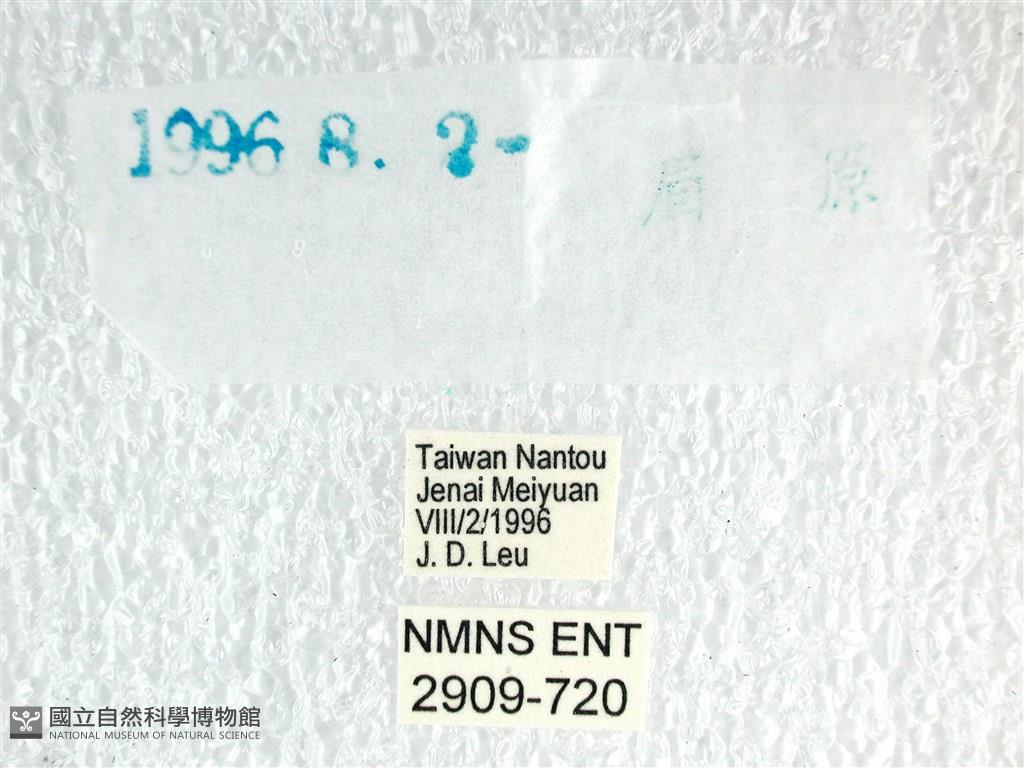 1996 8. 2-
眉 原
Taiwan Nantou
Jenai Meiyuan
VIII/2/1996
J. D. Leu
NMNS ENT
2909-720
國立自然科學博物館
NATIONAL MUSEUM OF NATURAL SCIENCE